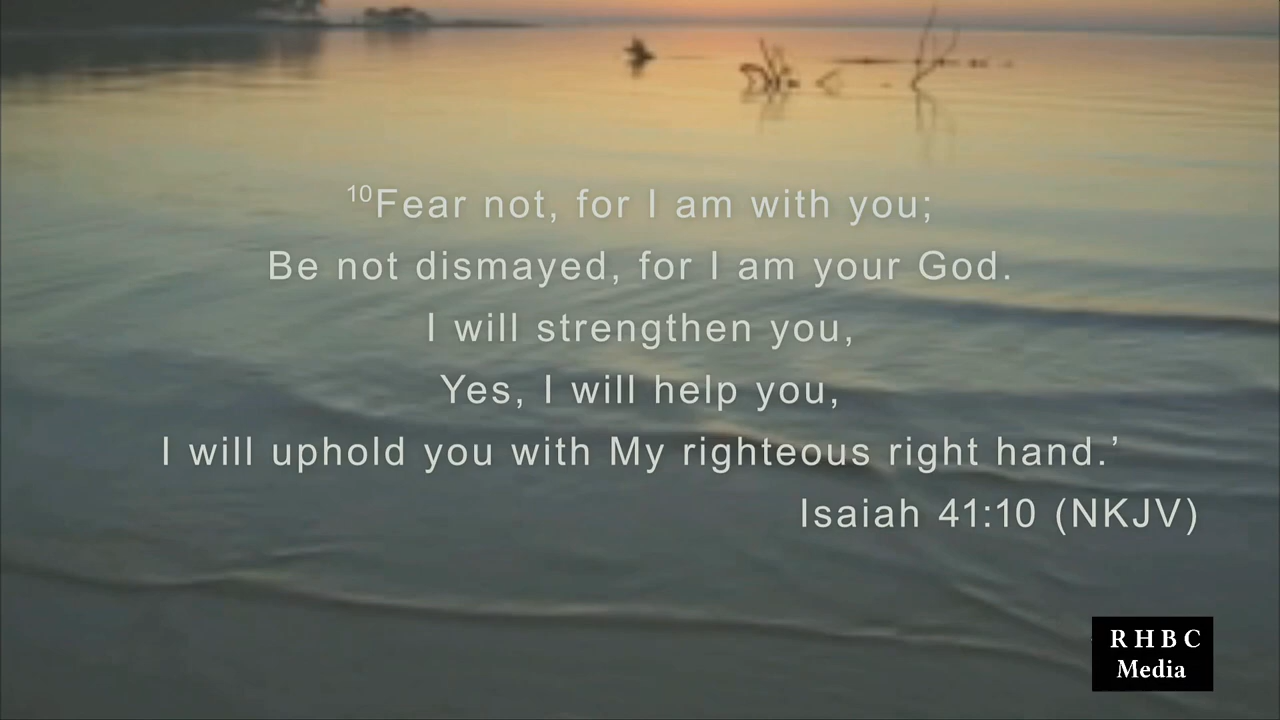 ¹⁰Fear not, for I am with you;
Be not dismayed, for I am your God.
I will strengthen you,
Yes, I will help you,
I will uphold you with My righteous right hand.’
Isaiah 41:10 (NKJV)
RHBC
Media